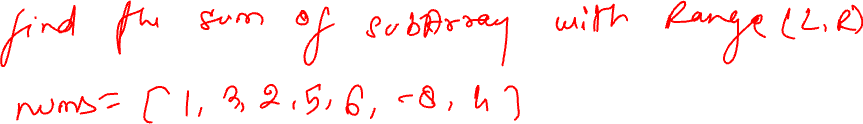 find the sum of subArray with Range (L,R)
nums= [1, 3, 2, 5, 6, -8, 4]